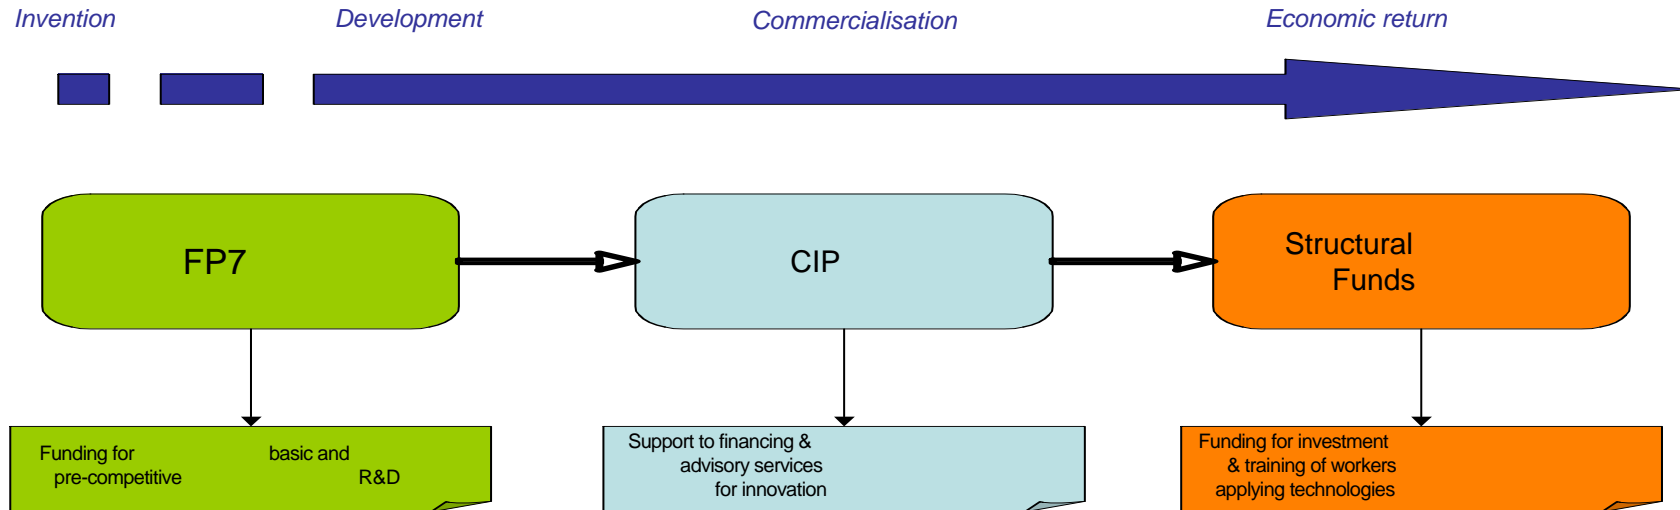 Invention Development Commercialisation Economic return
FP7
CIP
Structural
Funds
Funding for basic and
pre-competitive R&D
Support to financing &
advisory services
for innovation
Funding for investment
& training of workers
applying technologies